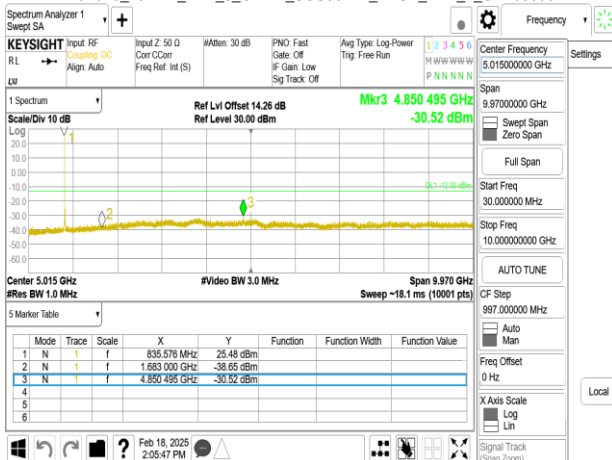 Spectrum Analyzer 1
Swept SA
+
Frequency
KEYSIGHT
RL
Input: RF
Coupling: DC
Align: Auto
Input Z: 50 Ω
Corr CCorr
Freq Ref: Int (S)
#Atten: 30 dB
PNO: Fast
Gate: Off
IF Gain: Low
Sig Track: Off
Avg Type: Log-Power
Trig: Free Run
1 2 3 4 5 6
M W W W W W
P N N N N N
Center Frequency
5.015000000 GHz
Settings
Span
9.97000000 GHz
Swept Span
Zero Span
Full Span
Start Freq
30.000000 MHz
Stop Freq
10.000000000 GHz
AUTO TUNE
CF Step
997.000000 MHz
Auto
Man
Freq Offset
0 Hz
X Axis Scale
Log
Lin
Local
Signal Track
(Span Zoom)
1 Spectrum
Scale/Div 10 dB
Ref Lvl Offset 14.26 dB
Ref Level 30.00 dBm
Mkr3 4.850 495 GHz
-30.52 dBm
Log
20.0
10.0
0.00
-10.0
-20.0
-30.0
-40.0
-50.0
-60.0
1
2
3
DL1 -13.00 dBm
Center 5.015 GHz
#Res BW 1.0 MHz
#Video BW 3.0 MHz
Span 9.970 GHz
Sweep ~18.1 ms (10001 pts)
5 Marker Table
Mode Trace Scale X Y Function Function Width Function Value
1 N 1 f 835.576 MHz 25.48 dBm
2 N 1 f 1.683 000 GHz -38.65 dBm
3 N 1 f 4.850 495 GHz -30.52 dBm
4
5
6
?
Feb 18, 2025
2:05:47 PM